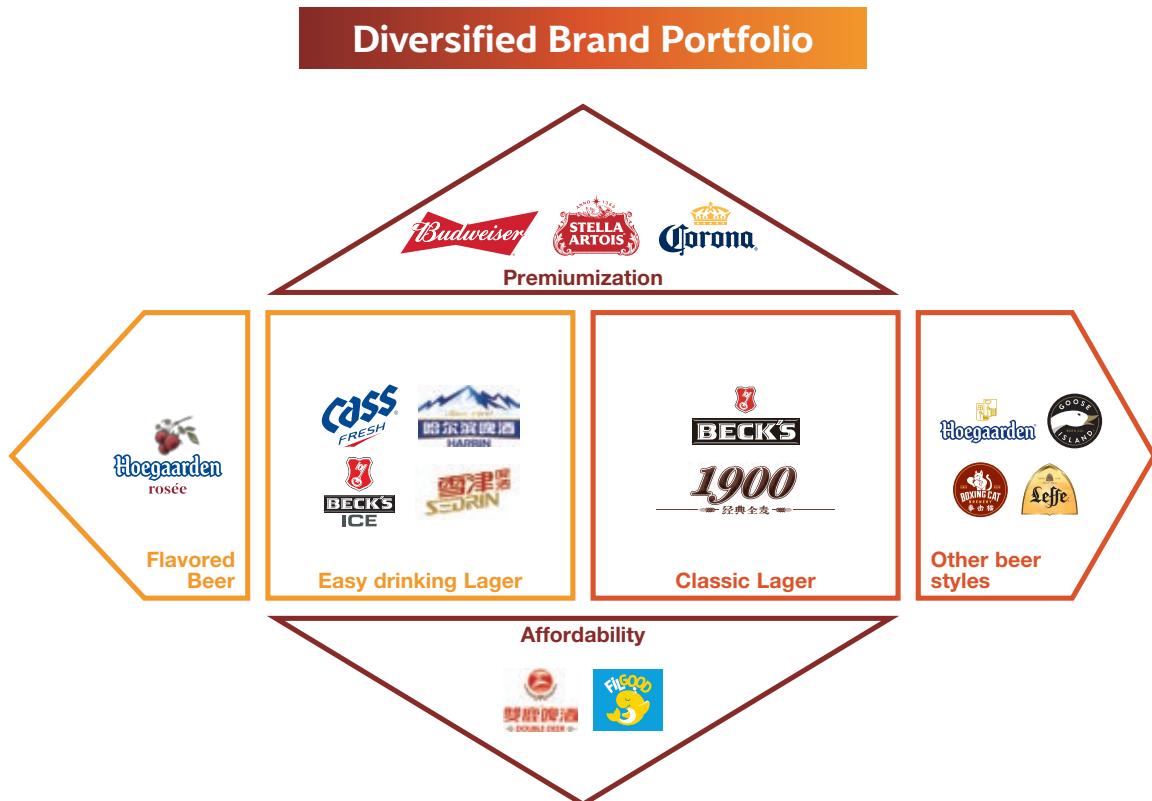 Diversified Brand Portfolio
ANNO 1366
Budweiser
STELLA
ARTOIS
Corona
Premiumization
Hoegaarden
rosée
Flavored
Beer
Cass
FRESH
哈尔滨啤酒
HARBIN
BECK'S
ICE
雪津啤酒
SEDRIN
Easy drinking Lager
BECK'S
1900
经典全麦
Classic Lager
Hoegaarden
GOOSE
ISLAND
BOXING CAT
BREWERY
拳击猫
Leffe
Other beer
styles
Affordability
雙鹿啤酒
DOUBLE DEER
FiLGOOD